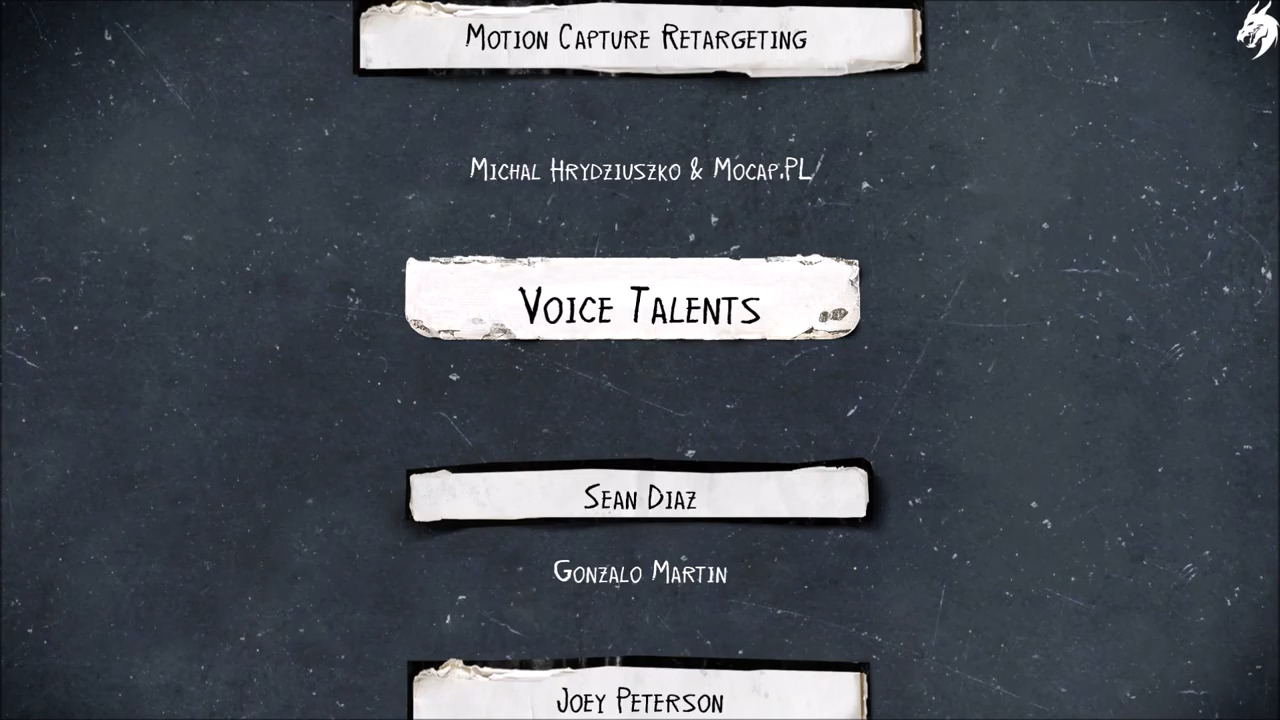 Motion Capture Retargeting
Michal Hrydziuszko & Mocap.PL
Voice Talents
Sean Diaz
Gonzalo Martin
Joey Peterson